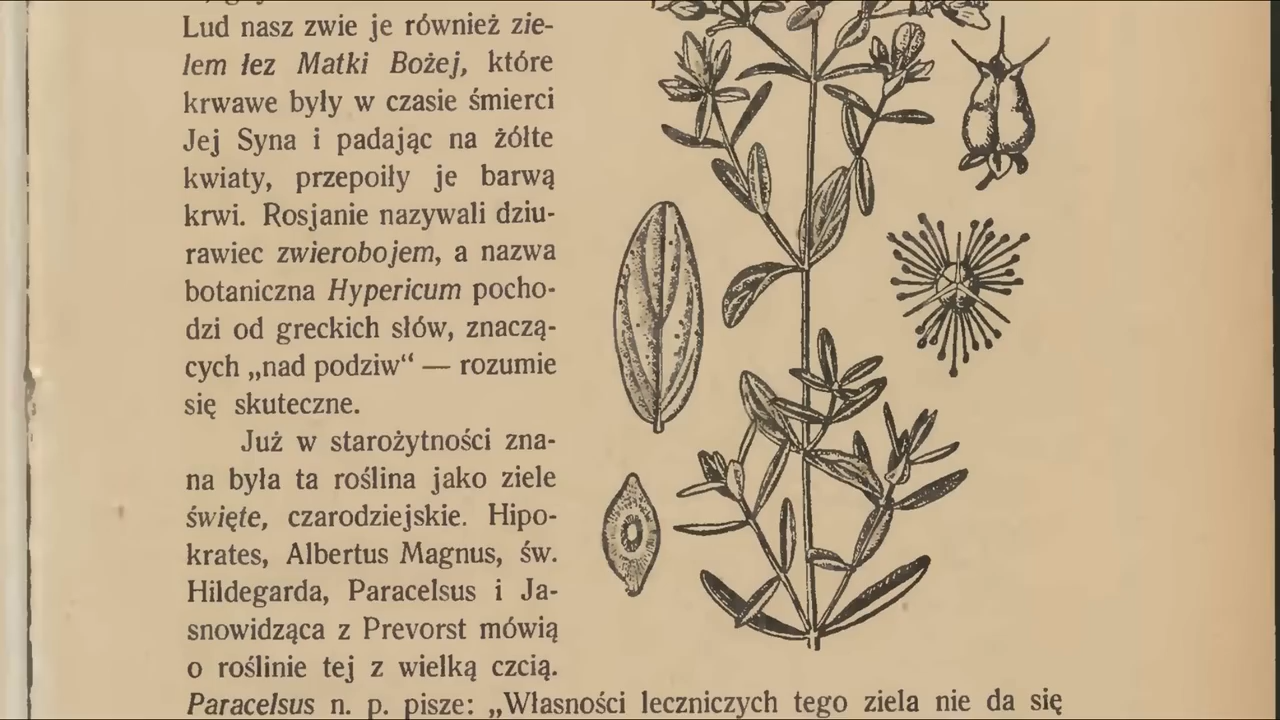 Lud nasz zwie je również zie-
lem łez Matki Bożej, które
krwawe były w czasie śmierci
Jej Syna i padając na żółte
kwiaty, przepoiły je barwą
krwi. Rosjanie nazywali dziu-
rawiec zwierobojem, a nazwa
botaniczna Hypericum pocho-
dzi od greckich słów, znaczą-
cych „nad podziw“ — rozumie
się skuteczne.
Już w starożytności zna-
na była ta roślina jako ziele
święte, czarodziejskie. Hipo-
krates, Albertus Magnus, św.
Hildegarda, Paracelsus i Ja-
snowidząca z Prevorst mówią
o roślinie tej z wielką czcią.
Paracelsus n. p. pisze: „Własności leczniczych tego ziela nie da się